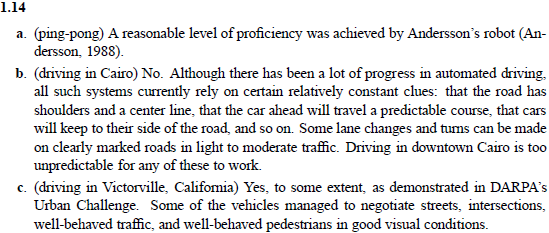 1.14
a. (ping-pong) A reasonable level of proficiency was achieved by Andersson's robot (An-
dersson, 1988).
b. (driving in Cairo) No. Although there has been a lot of progress in automated driving,
all such systems currently rely on certain relatively constant clues: that the road has
shoulders and a center line, that the car ahead will travel a predictable course, that cars
will keep to their side of the road, and so on. Some lane changes and turns can be made
on clearly marked roads in light to moderate traffic. Driving in downtown Cairo is too
unpredictable for any of these to work.
c. (driving in Victorville, California) Yes, to some extent, as demonstrated in DARPA's
Urban Challenge. Some of the vehicles managed to negotiate streets, intersections,
well-behaved traffic, and well-behaved pedestrians in good visual conditions.